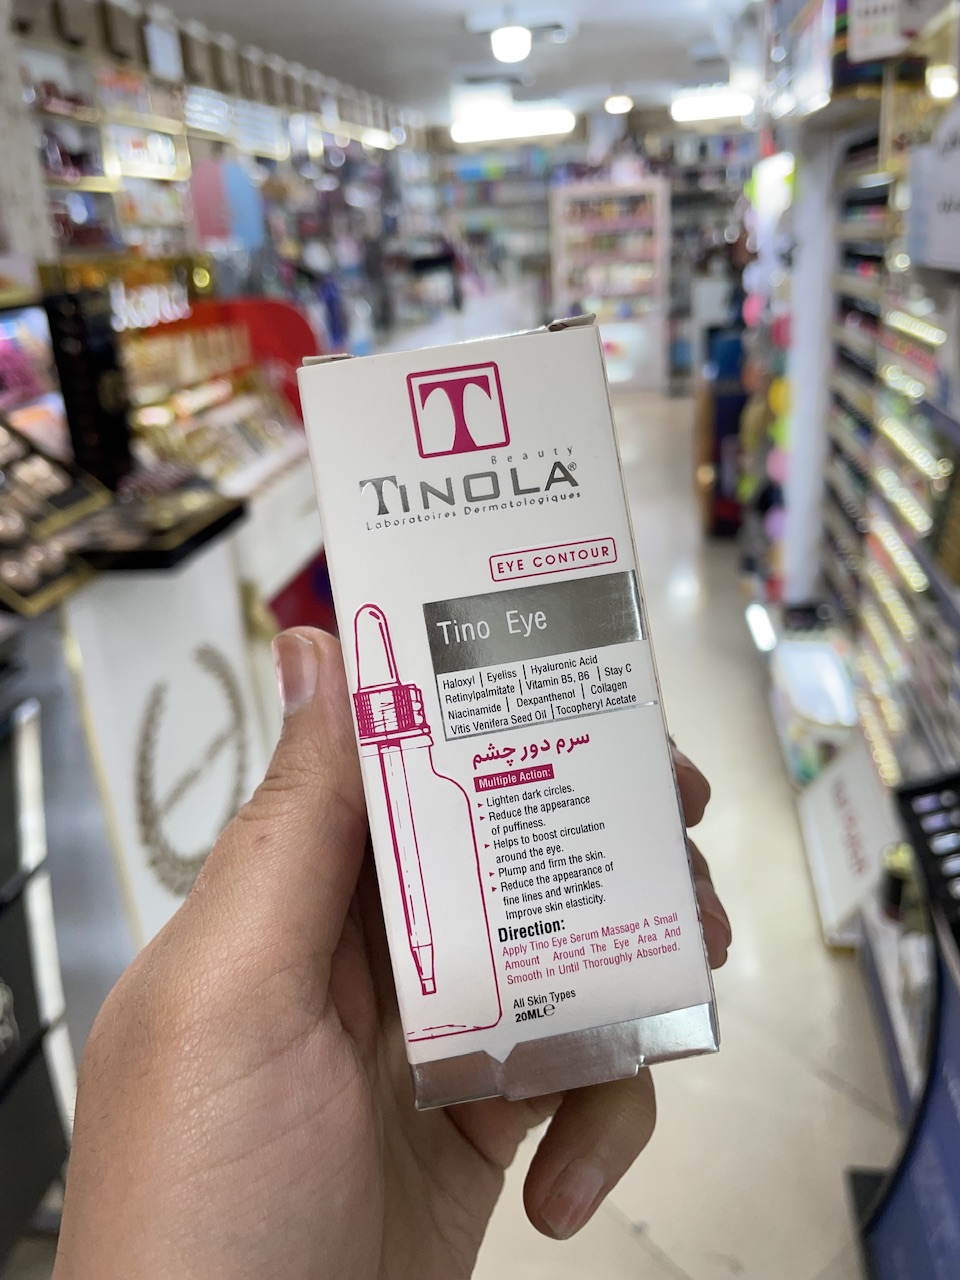 T
Beauty
TINOLA®
Laboratoires Dermatologiques
EYE CONTOUR
Tino Eye
Haloxyl | Eyeliss | Hyaluronic Acid
Retinylpalmitate | Vitamin B5, B6 | Stay C
Niacinamide | Dexpanthenol | Collagen
Vitis Venifera Seed Oil | Tocopheryl Acetate
سرم دور چشم
Multiple Action:
▸ Lighten dark circles.
▸ Reduce the appearance
of puffiness.
▸ Helps to boost circulation
around the eye.
▸ Plump and firm the skin.
▸ Reduce the appearance of
fine lines and wrinkles.
Improve skin elasticity.
Direction:
Apply Tino Eye Serum Massage A Small
Amount Around The Eye Area And
Smooth In Until Thoroughly Absorbed.
All Skin Types
20ML℮